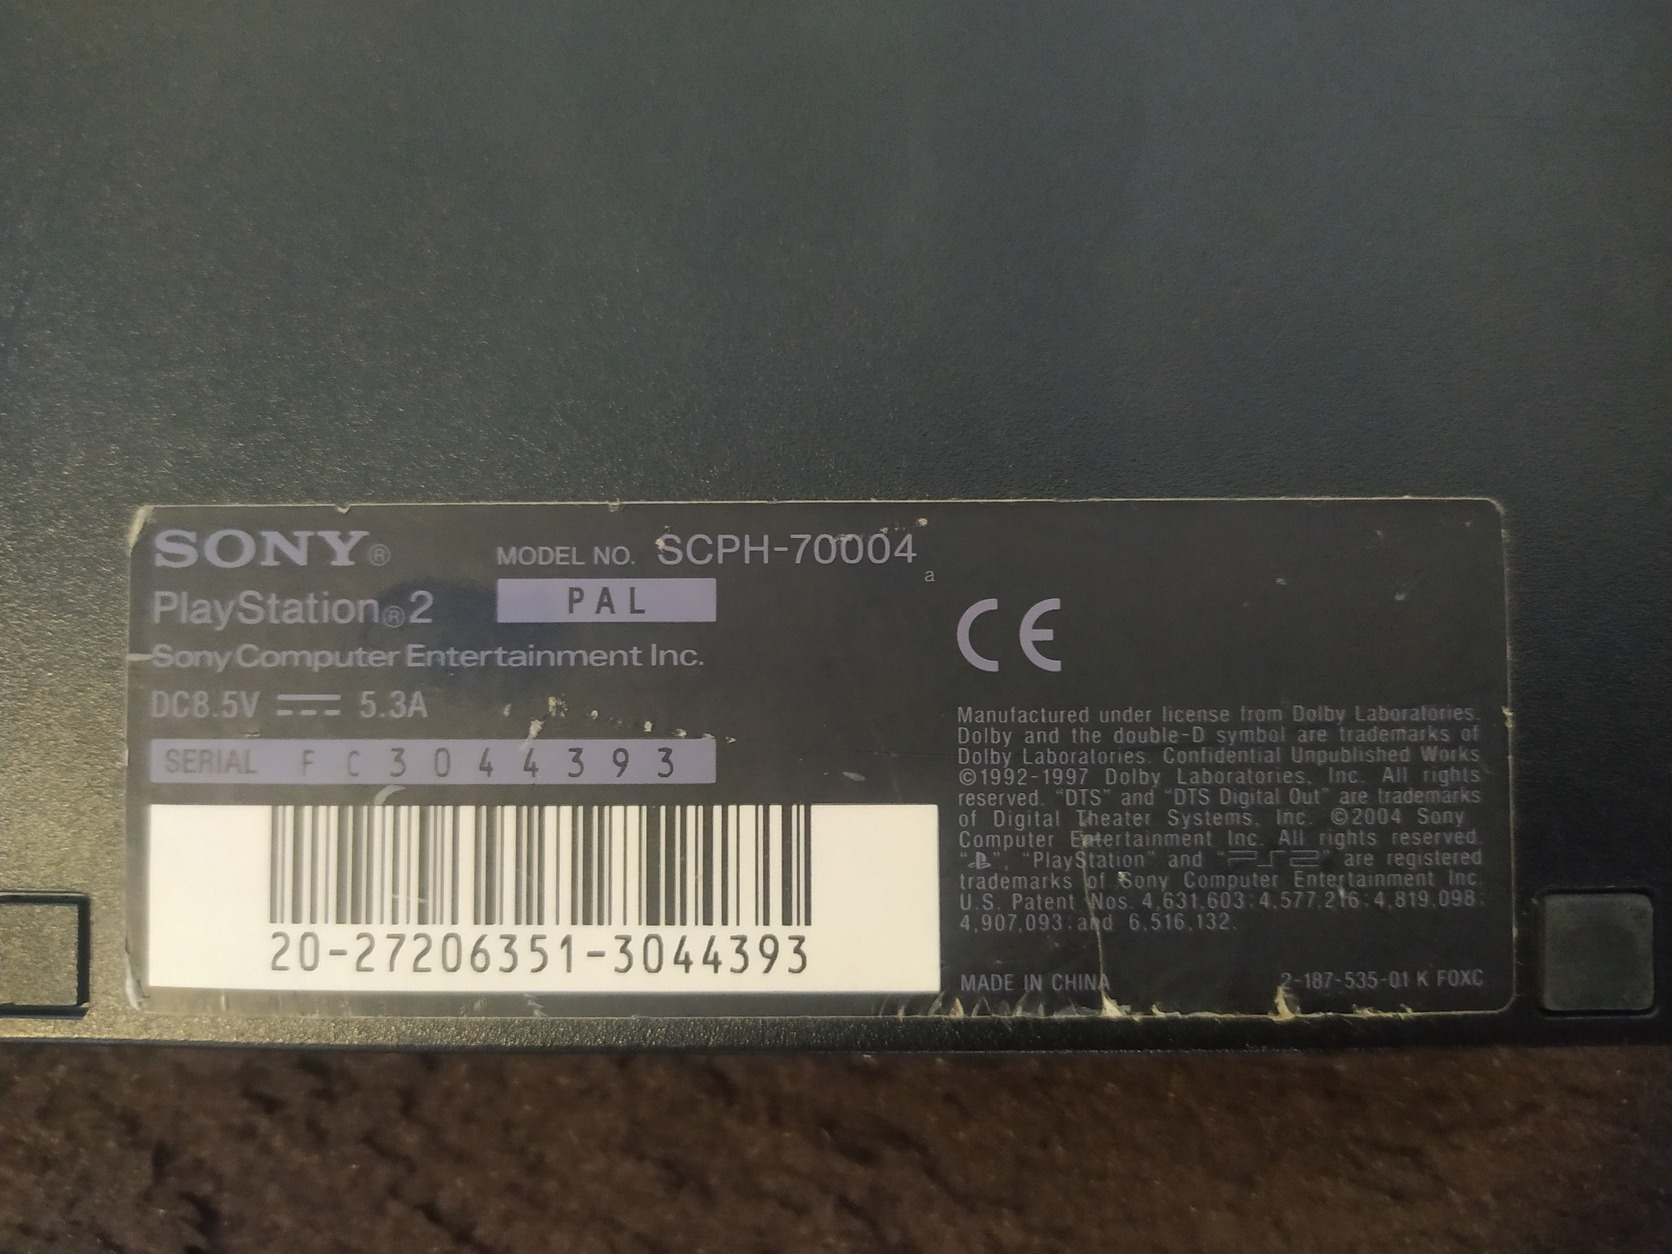 SONY®
MODEL NO. SCPH-70004
a
PlayStation®2
PAL
Sony Computer Entertainment Inc.
DC8.5V ⎓ 5.3A
SERIAL FC3044393
20-27206351-3044393
CE
Manufactured under license from Dolby Laboratories.
Dolby and the double-D symbol are trademarks of
Dolby Laboratories. Confidential Unpublished Works
©1992-1997 Dolby Laboratories, Inc. All rights
reserved. “DTS” and “DTS Digital Out” are trademarks
of Digital Theater Systems, Inc. ©2004 Sony
Computer Entertainment Inc. All rights reserved.
“PS”, “PlayStation” and “PS2” are registered
trademarks of Sony Computer Entertainment Inc.
U.S. Patent Nos. 4,631,603; 4,577,216; 4,819,098;
4,907,093; and 6,516,132.
MADE IN CHINA
2-187-535-01 K FOXC